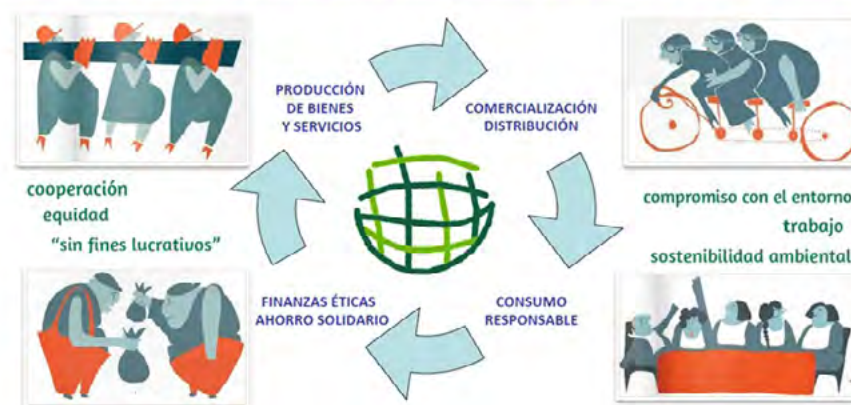 PRODUCCIÓN
DE BIENES
Y SERVICIOS
COMERCIALIZACIÓN
DISTRIBUCIÓN
cooperación
equidad
“sin fines lucrativos”
compromiso con el entorno
trabajo
sostenibilidad ambiental
FINANZAS ÉTICAS
AHORRO SOLIDARIO
CONSUMO
RESPONSABLE